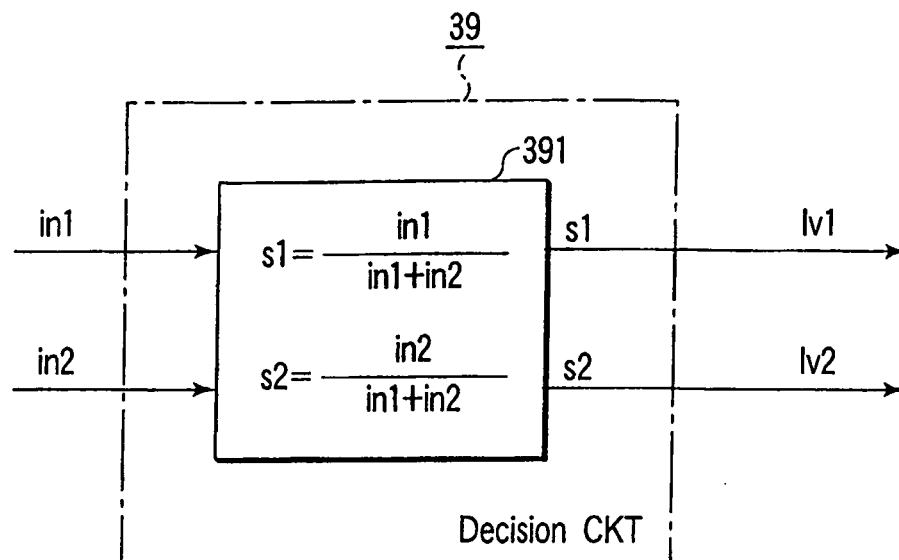 39
391
in1
s1= in1/in1+in2
s1
lv1
in2
s2= in2/in1+in2
s2
lv2
Decision CKT